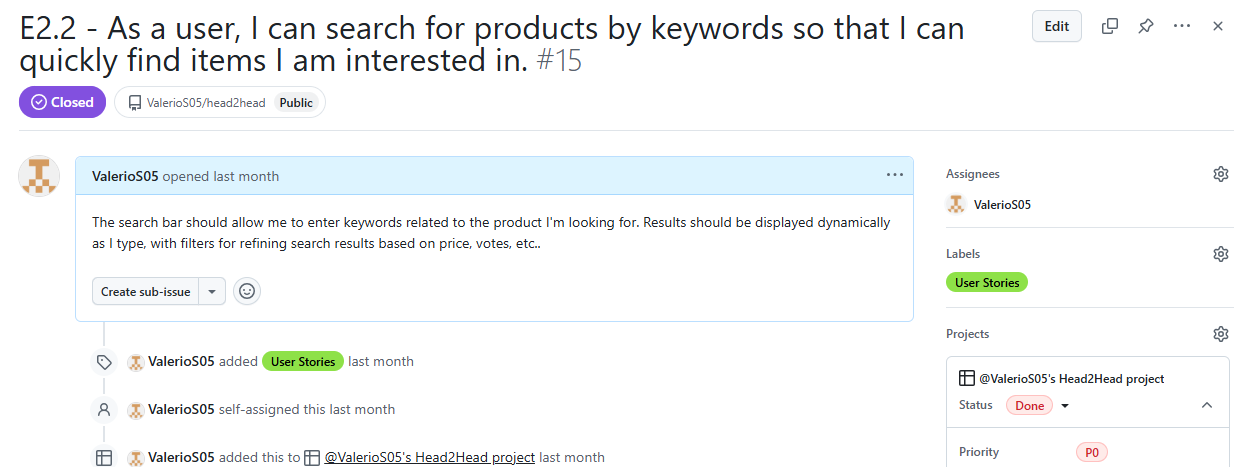 E2.2 - As a user, I can search for products by keywords so that I can
quickly find items I am interested in. #15
Edit
Closed
ValerioS05/head2head
Public
ValerioS05 opened last month
The search bar should allow me to enter keywords related to the product I'm looking for. Results should be displayed dynamically
as I type, with filters for refining search results based on price, votes, etc..
Create sub-issue
ValerioS05 added User Stories last month
ValerioS05 self-assigned this last month
ValerioS05 added this to @ValerioS05's Head2Head project last month
Assignees
ValerioS05
Labels
User Stories
Projects
@ValerioS05's Head2Head project
Status Done
Priority P0